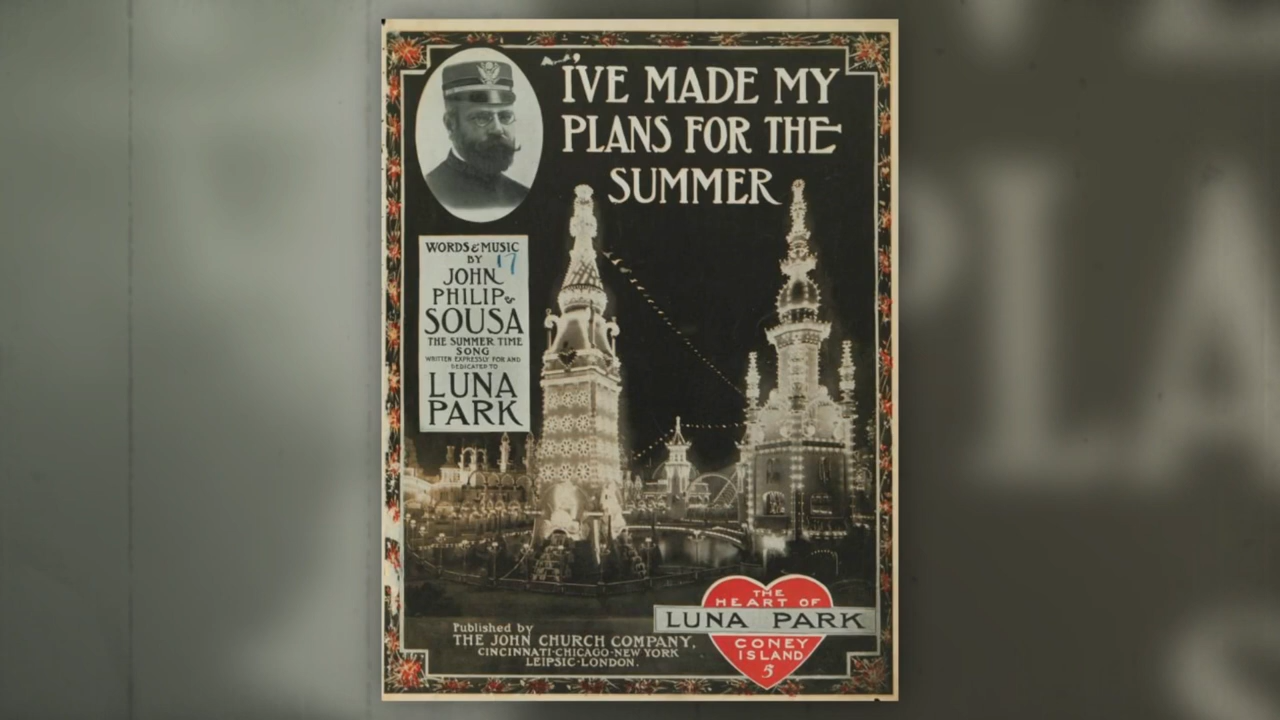 I'VE MADE MY
PLANS FOR THE
SUMMER
WORDS & MUSIC
BY
17
JOHN
PHILIP
SOUSA
THE SUMMER TIME
SONG
WRITTEN EXPRESSLY FOR AND
DEDICATED TO
LUNA
PARK
THE
HEART OF
LUNA PARK
CONEY
ISLAND
5
Published by
THE JOHN CHURCH COMPANY.
CINCINNATI·CHICAGO·NEW YORK
LEIPSIC·LONDON.